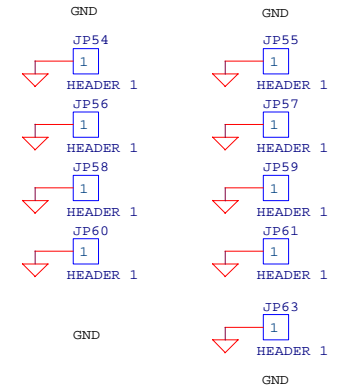 GND
JP54
1
HEADER 1
JP56
1
HEADER 1
JP58
1
HEADER 1
JP60
1
HEADER 1
GND
GND
JP55
1
HEADER 1
JP57
1
HEADER 1
JP59
1
HEADER 1
JP61
1
HEADER 1
JP63
1
HEADER 1
GND